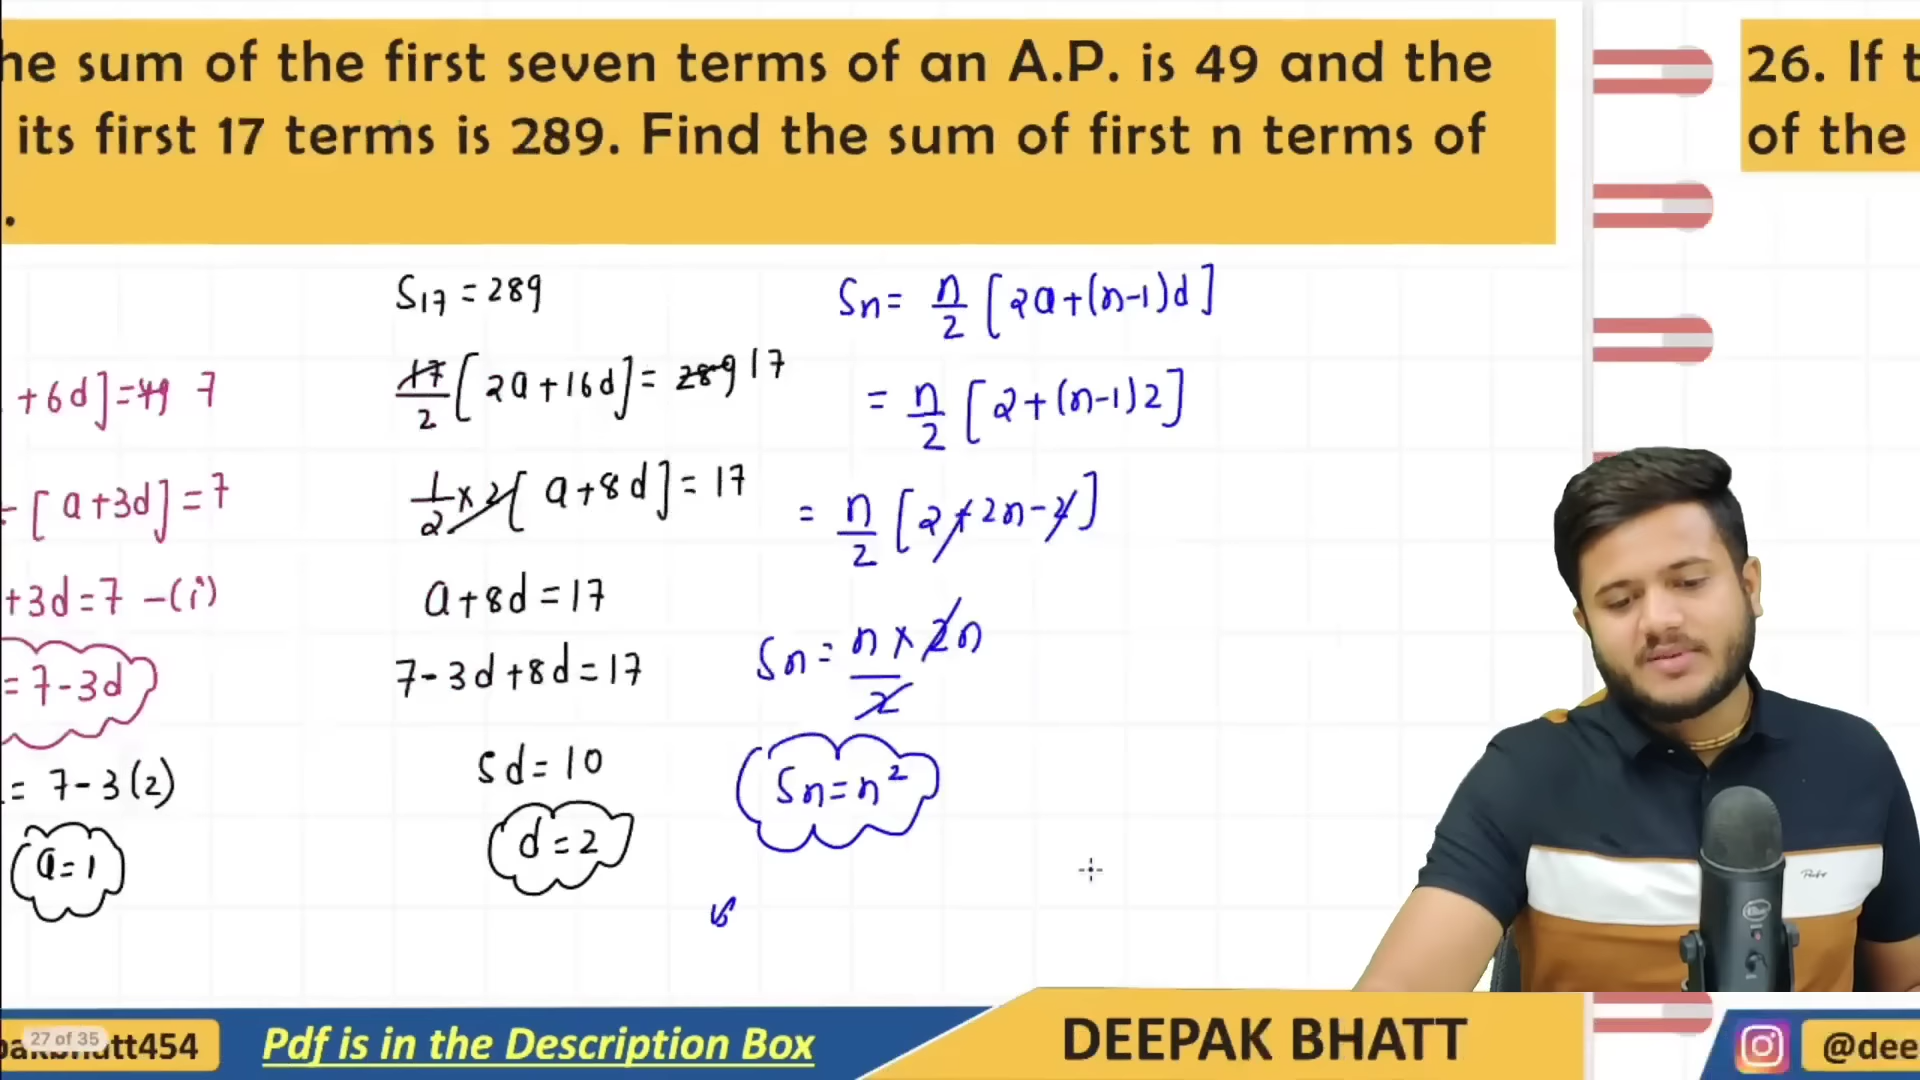 he sum of the first seven terms of an A.P. is 49 and the
its first 17 terms is 289. Find the sum of first n terms of
.
26. If t
of the
+6d]=49 7
[a+3d]=7
+3d=7 -(i)
=7-3d
= 7-3(2)
a=1
S17=289
17/2[2a+16d]=289 17
1/2×2[a+8d]=17
a+8d=17
7-3d+8d=17
5d=10
d=2
Sn= n/2[2a+(n-1)d]
= n/2[2+(n-1)2]
= n/2[2+2n-2]
Sn= n×2n/2
Sn=n²
27 of 35
Pdf is in the Description Box
DEEPAK BHATT
@dee